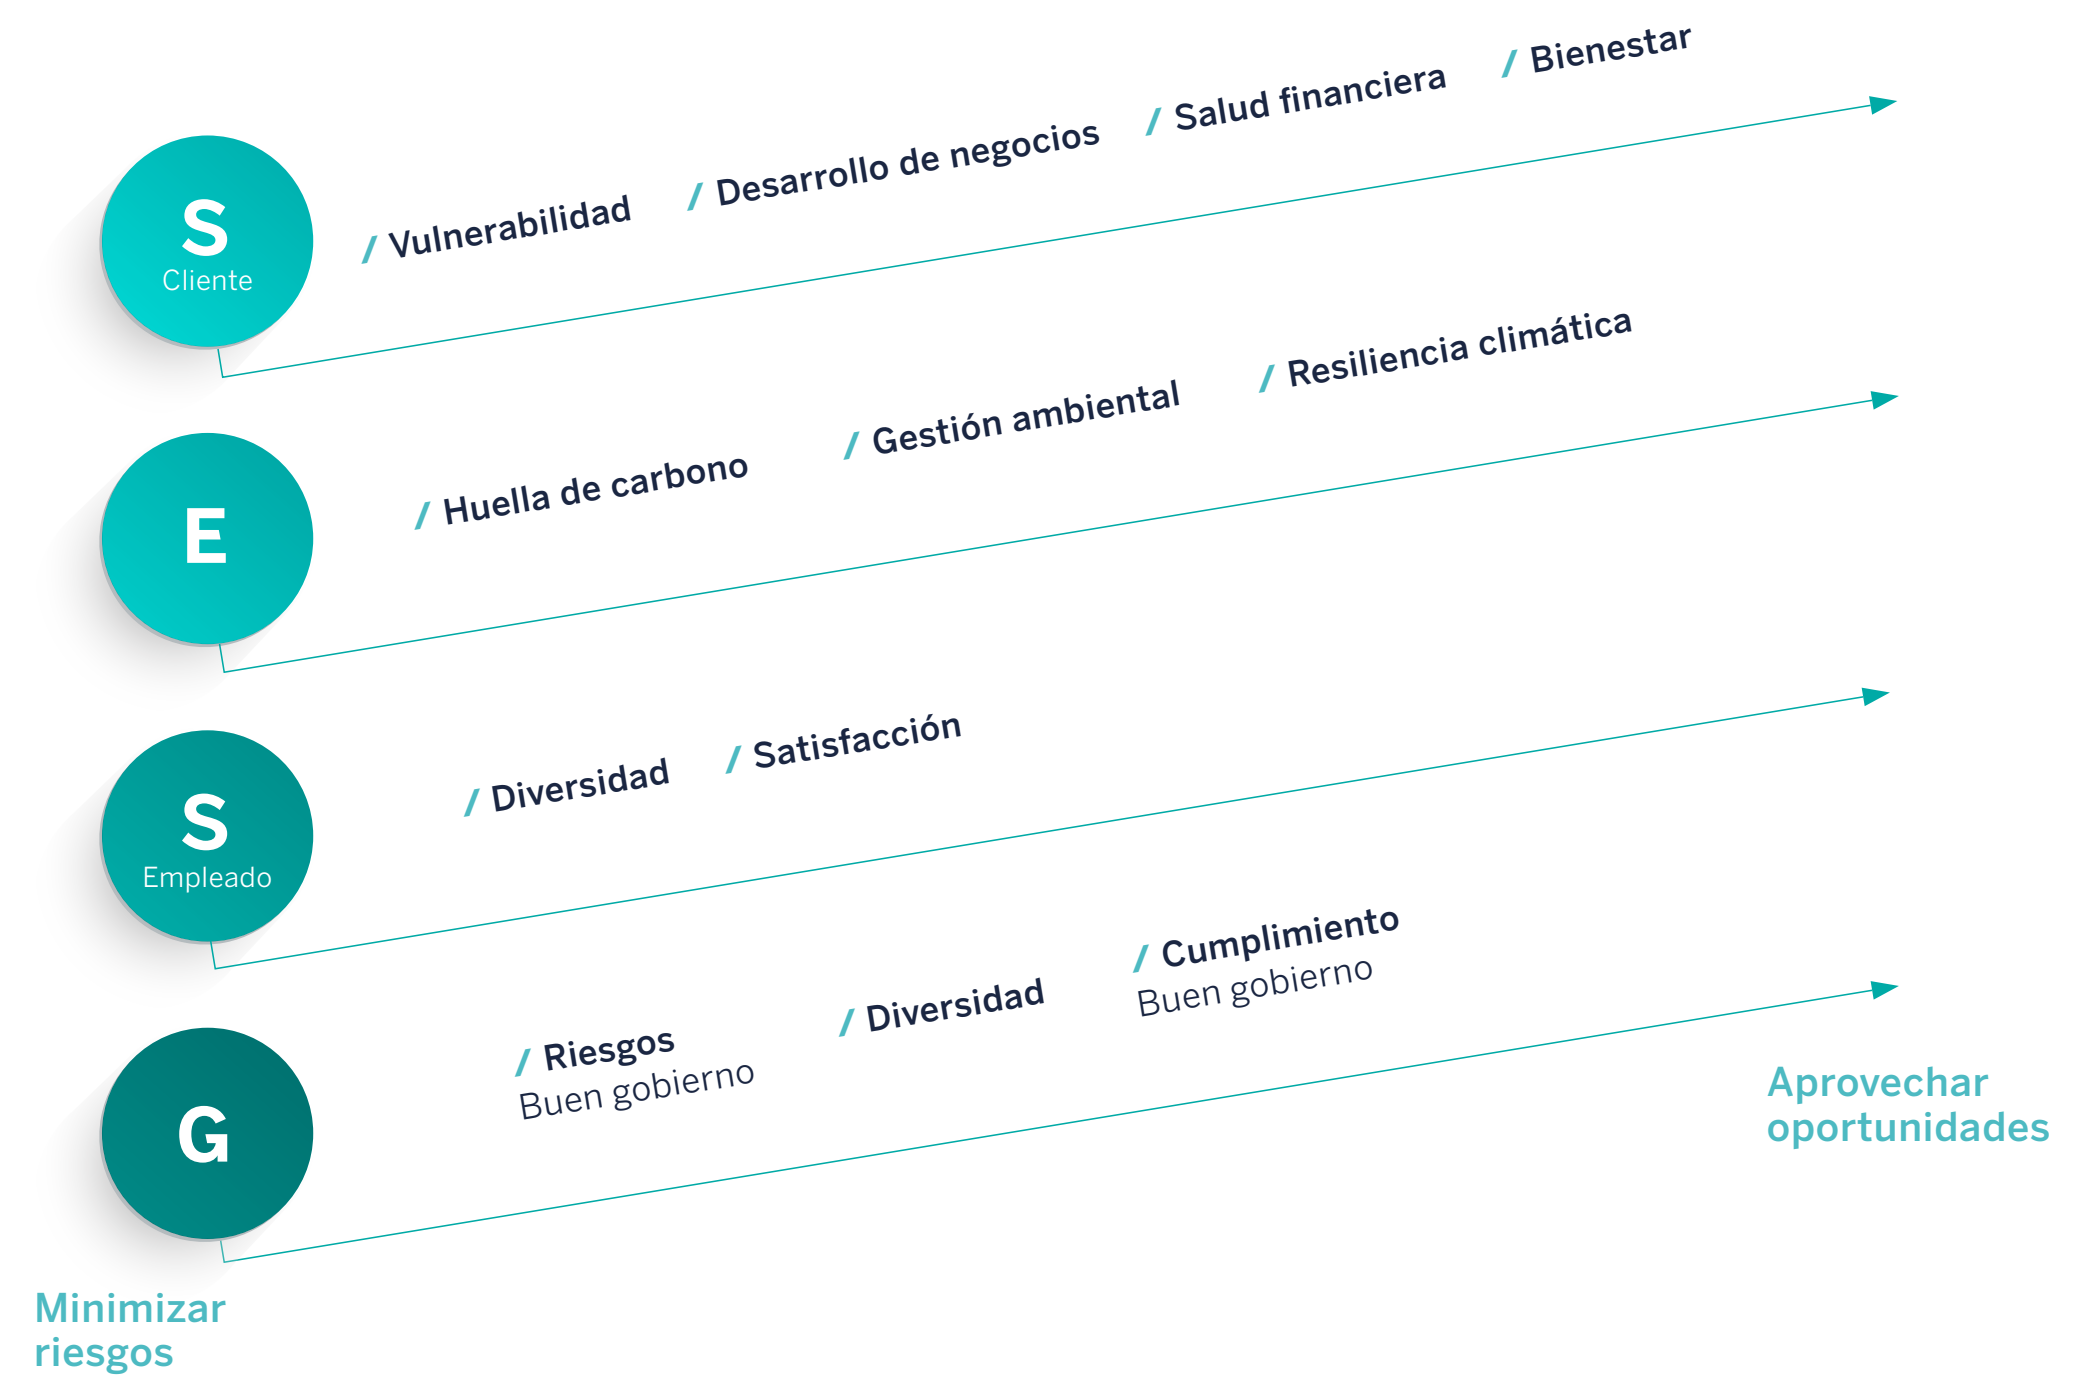 S
Cliente
/ Vulnerabilidad
/ Desarrollo de negocios
/ Salud financiera
/ Bienestar
E
/ Huella de carbono
/ Gestión ambiental
/ Resiliencia climática
S
Empleado
/ Diversidad
/ Satisfacción
G
/ Riesgos
Buen gobierno
/ Diversidad
/ Cumplimiento
Buen gobierno
Minimizar
riesgos
Aprovechar
oportunidades